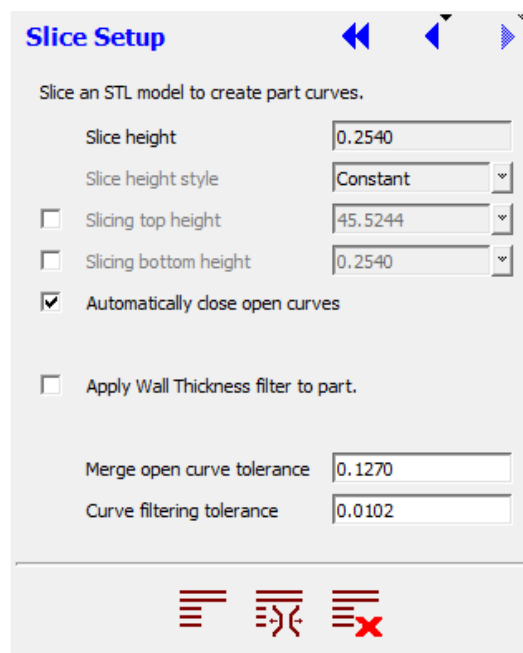 Slice Setup
Slice an STL model to create part curves.
Slice height 0.2540
Slice height style Constant
Slicing top height 45.5244
Slicing bottom height 0.2540
Automatically close open curves
Apply Wall Thickness filter to part.
Merge open curve tolerance 0.1270
Curve filtering tolerance 0.0102